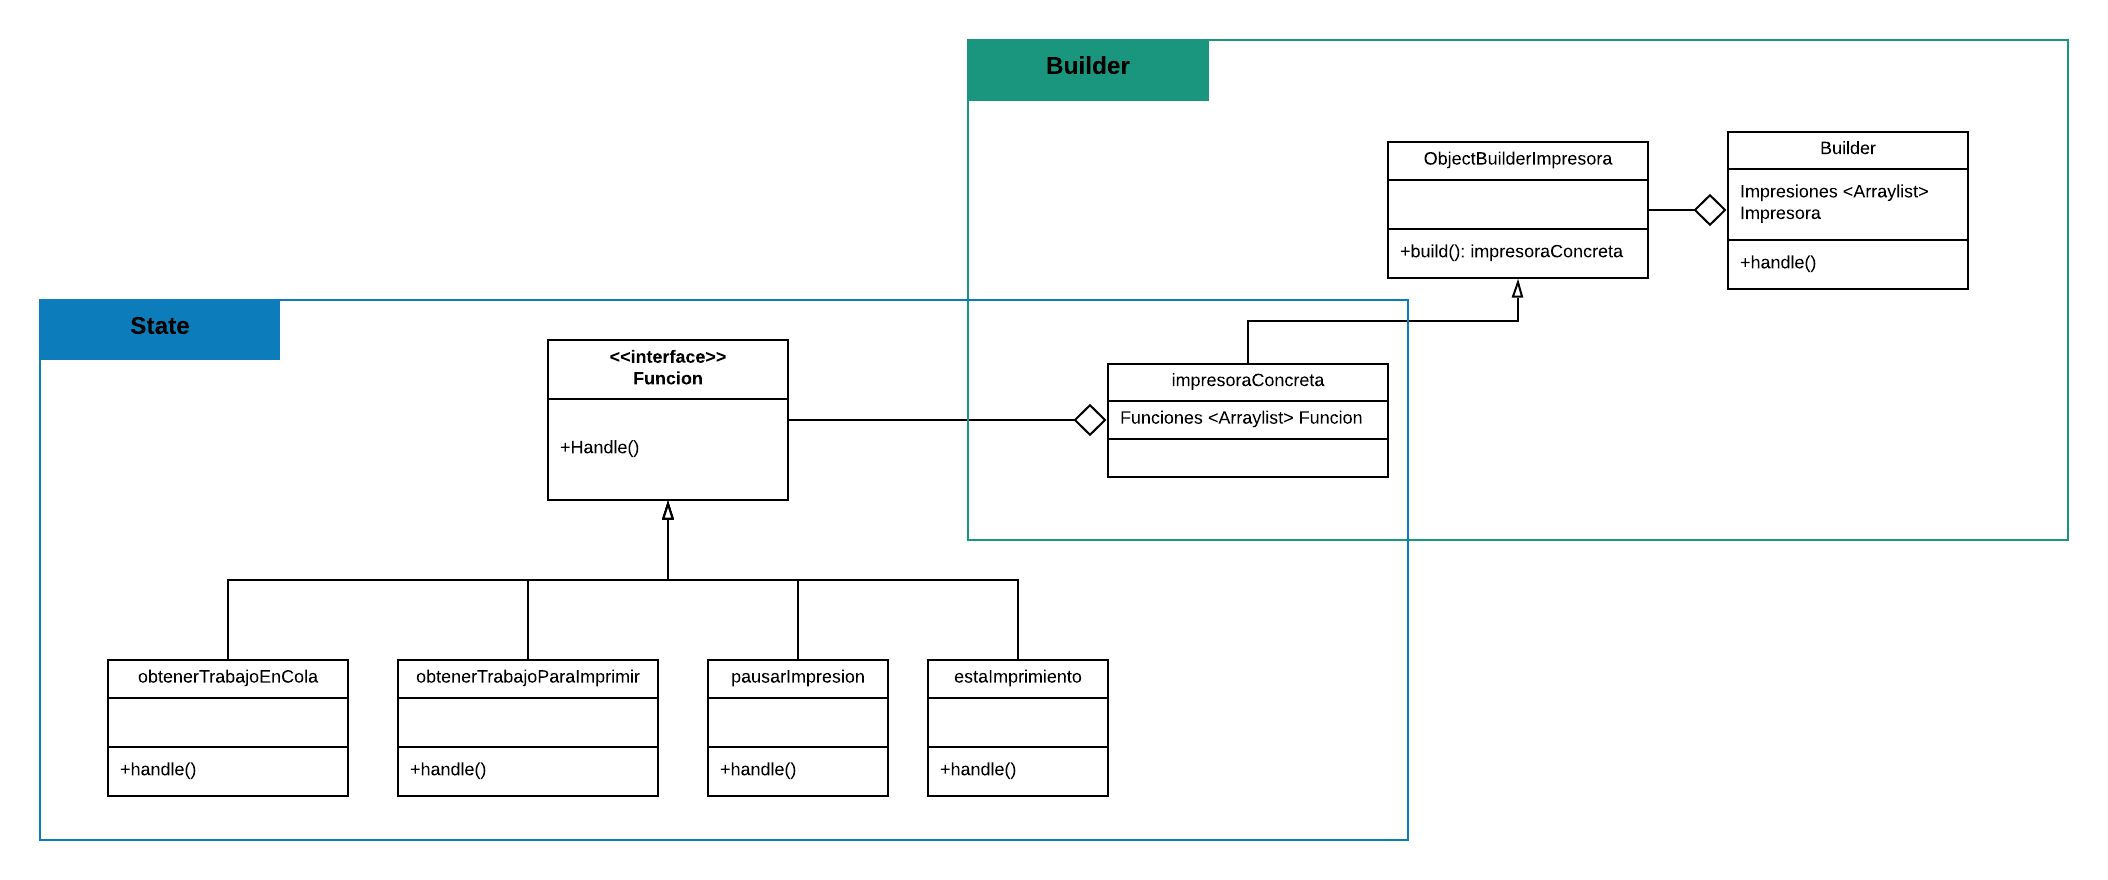 Builder
ObjectBuilderImpresora
+build(): impresoraConcreta
Builder
Impresiones <Arraylist>
Impresora
+handle()
State
<<interface>>
Funcion
+Handle()
impresoraConcreta
Funciones <Arraylist> Funcion
obtenerTrabajoEnCola
+handle()
obtenerTrabajoParaImprimir
+handle()
pausarImpresion
+handle()
estaImprimiento
+handle()